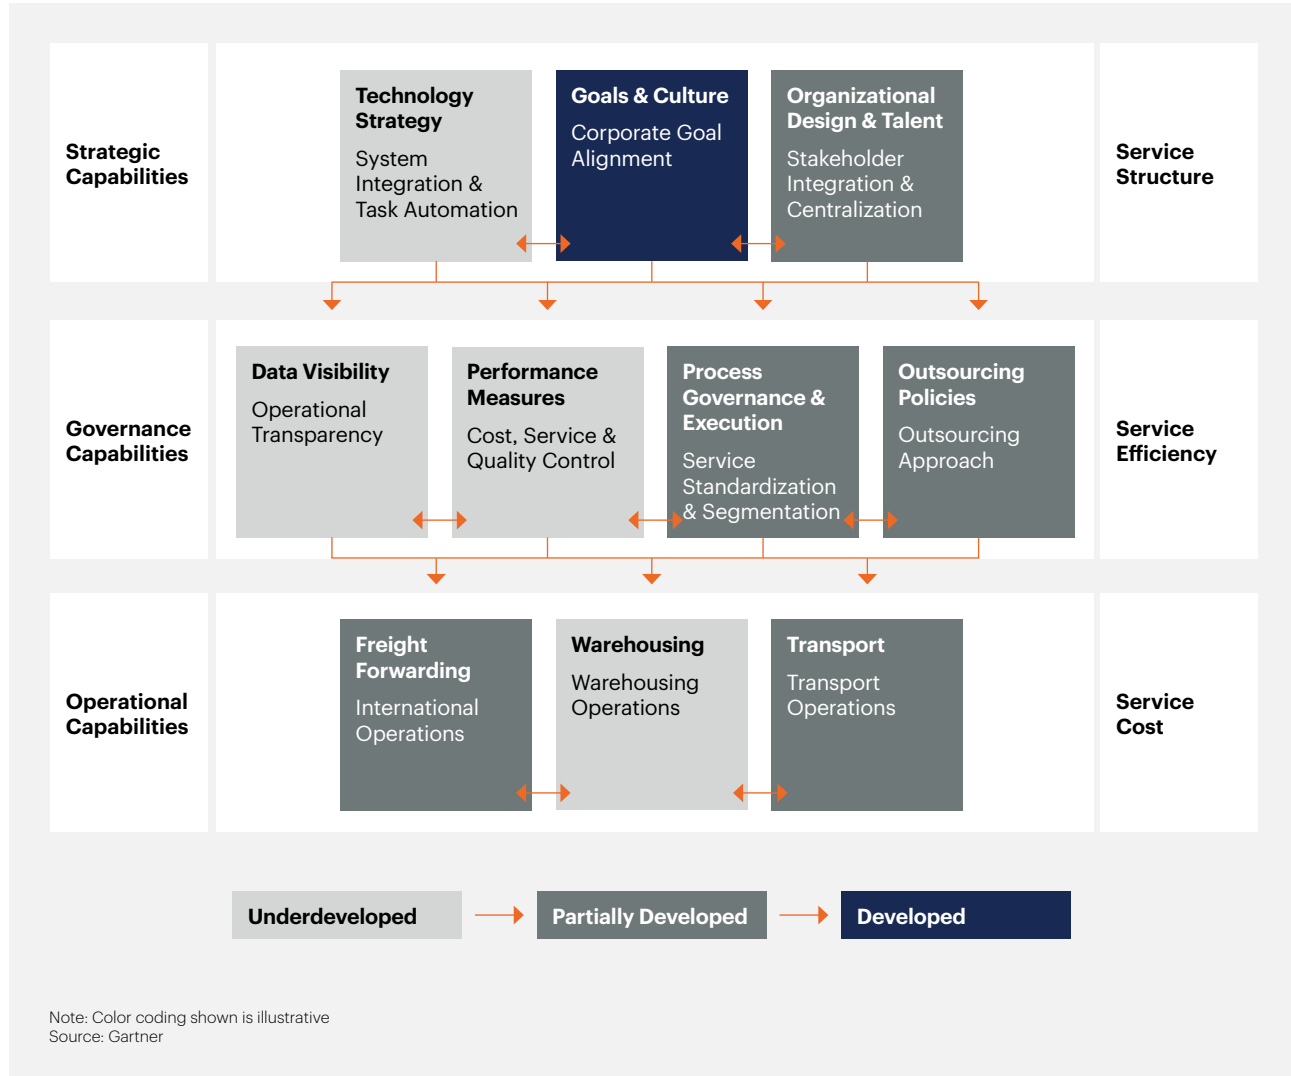 Strategic
Capabilities
Technology
Strategy
System
Integration &
Task Automation
Goals & Culture
Corporate Goal
Alignment
Organizational
Design & Talent
Stakeholder
Integration &
Centralization
Service
Structure
Governance
Capabilities
Data Visibility
Operational
Transparency
Performance
Measures
Cost, Service &
Quality Control
Process
Governance &
Execution
Service
Standardization
& Segmentation
Outsourcing
Policies
Outsourcing
Approach
Service
Efficiency
Operational
Capabilities
Freight
Forwarding
International
Operations
Warehousing
Warehousing
Operations
Transport
Transport
Operations
Service
Cost
Underdeveloped
Partially Developed
Developed
Note: Color coding shown is illustrative
Source: Gartner